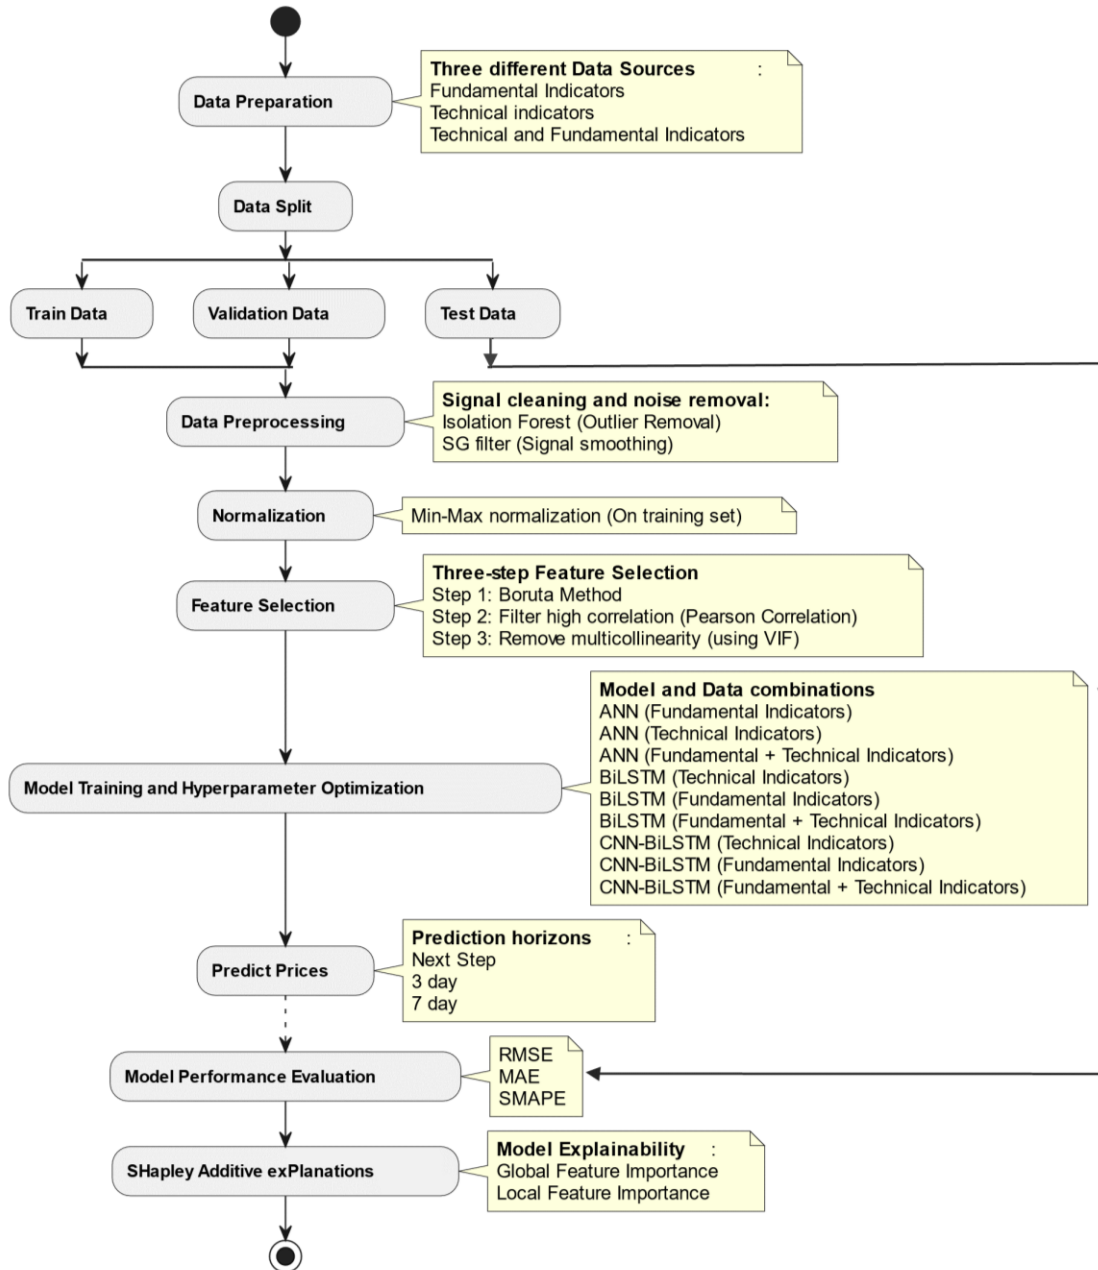 Data Preparation
Three different Data Sources :
Fundamental Indicators
Technical indicators
Technical and Fundamental Indicators
Data Split
Train Data
Validation Data
Test Data
Data Preprocessing
Signal cleaning and noise removal:
Isolation Forest (Outlier Removal)
SG filter (Signal smoothing)
Normalization
Min-Max normalization (On training set)
Feature Selection
Three-step Feature Selection
Step 1: Boruta Method
Step 2: Filter high correlation (Pearson Correlation)
Step 3: Remove multicollinearity (using VIF)
Model Training and Hyperparameter Optimization
Model and Data combinations
ANN (Fundamental Indicators)
ANN (Technical Indicators)
ANN (Fundamental + Technical Indicators)
BiLSTM (Technical Indicators)
BiLSTM (Fundamental Indicators)
BiLSTM (Fundamental + Technical Indicators)
CNN-BiLSTM (Technical Indicators)
CNN-BiLSTM (Fundamental Indicators)
CNN-BiLSTM (Fundamental + Technical Indicators)
Predict Prices
Prediction horizons :
Next Step
3 day
7 day
Model Performance Evaluation
RMSE
MAE
SMAPE
SHapley Additive exPlanations
Model Explainability :
Global Feature Importance
Local Feature Importance